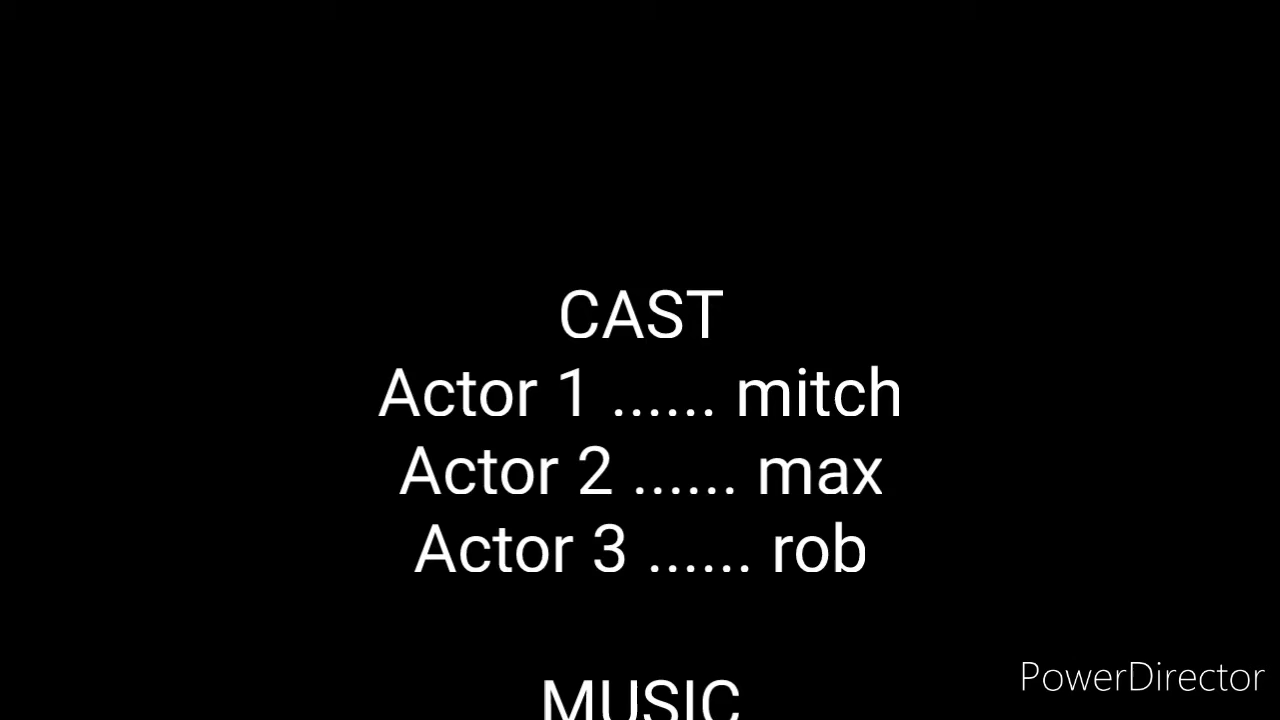 CAST
Actor 1 ...... mitch
Actor 2 ...... max
Actor 3 ...... rob
MUSIC
PowerDirector